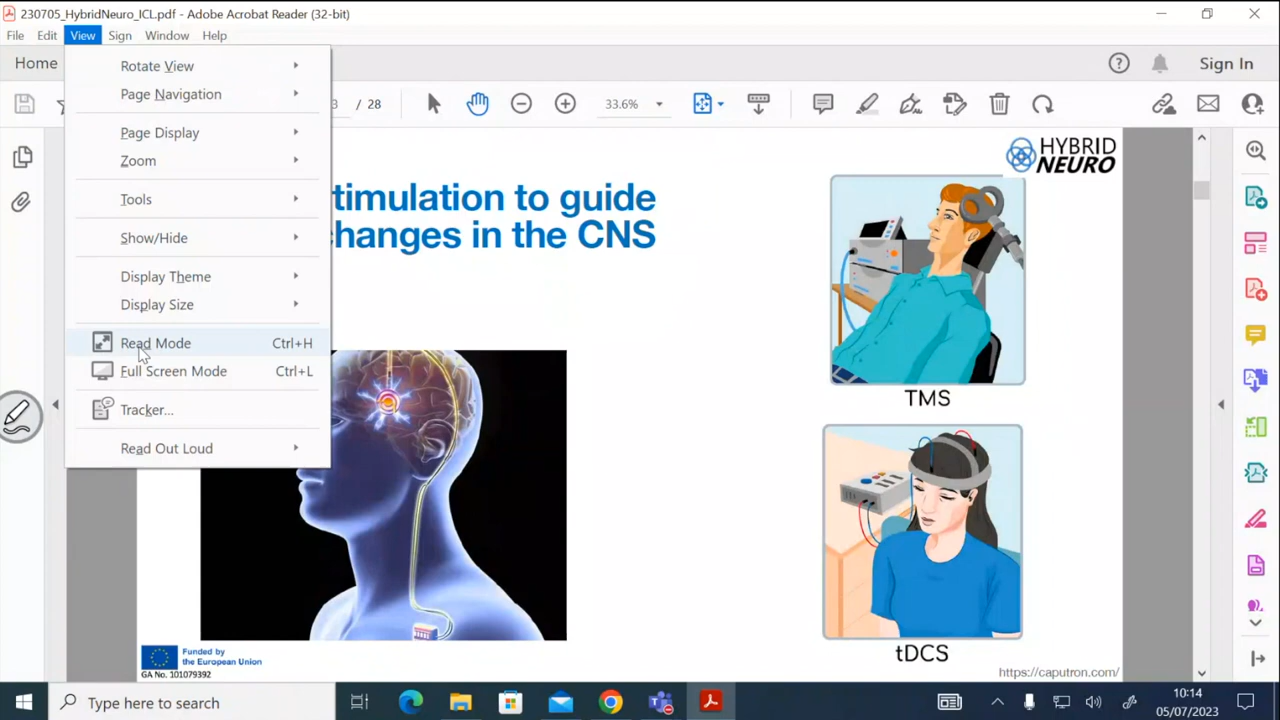 230705_HybridNeuro_ICL.pdf - Adobe Acrobat Reader (32-bit)
File Edit View Sign Window Help
Home
Sign In
3 / 28
33.6%
Rotate View
Page Navigation
Page Display
Zoom
Tools
Show/Hide
Display Theme
Display Size
Read Mode Ctrl+H
Full Screen Mode Ctrl+L
Tracker...
Read Out Loud
HYBRID
NEURO
timulation to guide
hanges in the CNS
TMS
tDCS
Funded by
the European Union
GA No. 101079392
https://caputron.com/
Type here to search
10:14
05/07/2023